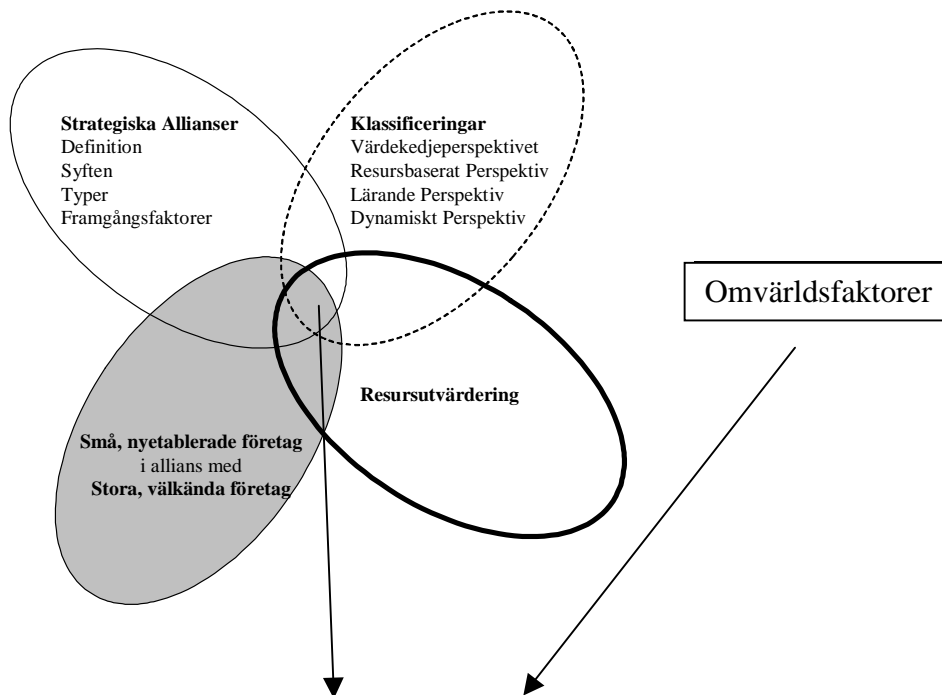 Strategiska Allianser
Definition
Syften
Typer
Framgångsfaktorer
Klassificeringar
Värdekedjeperspektivet
Resursbaserat Perspektiv
Lärande Perspektiv
Dynamiskt Perspektiv
Omvärldsfaktorer
Resursutvärdering
Små, nyetablerade företag
i allians med
Stora, välkända företag